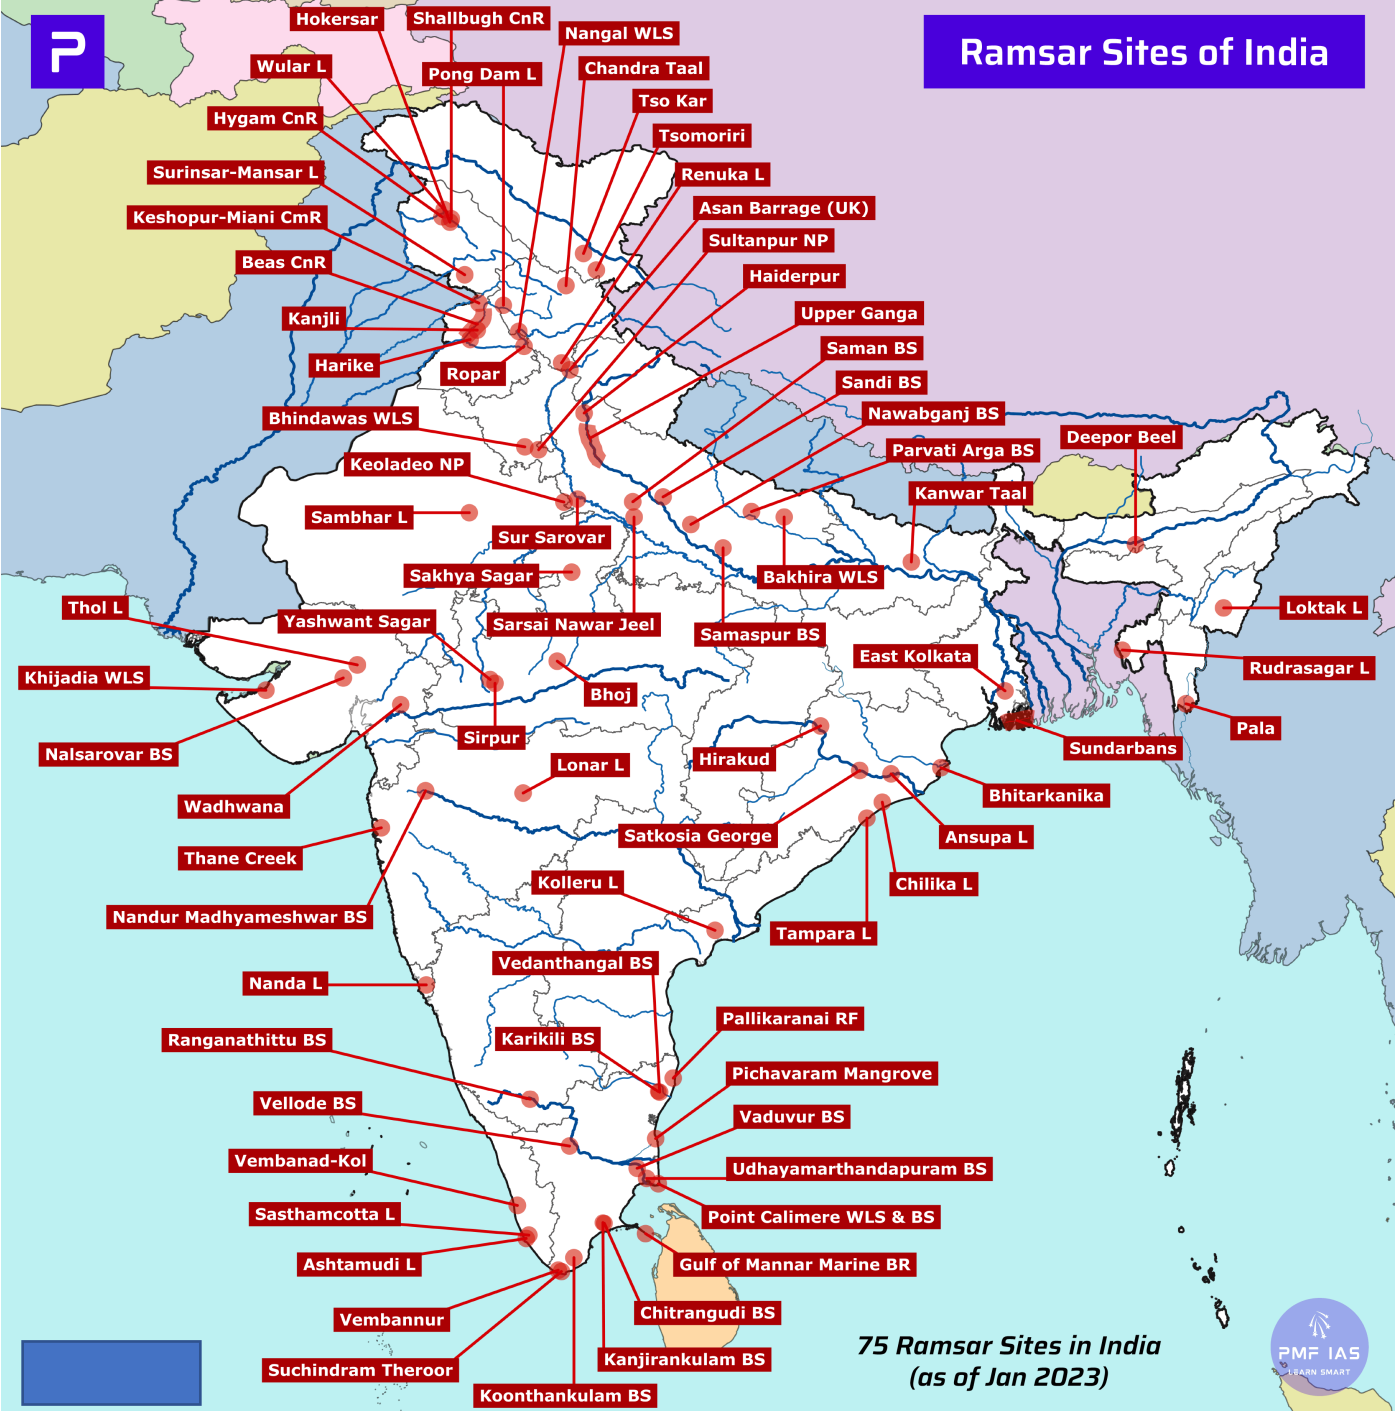 P
Ramsar Sites of India
Hokersar
Shallbugh CnR
Nangal WLS
Wular L
Pong Dam L
Chandra Taal
Tso Kar
Hygam CnR
Tsomoriri
Surinsar-Mansar L
Renuka L
Asan Barrage (UK)
Keshopur-Miani CmR
Sultanpur NP
Beas CnR
Haiderpur
Kanjli
Upper Ganga
Harike
Ropar
Saman BS
Sandi BS
Bhindawas WLS
Nawabganj BS
Deepor Beel
Parvati Arga BS
Keoladeo NP
Kanwar Taal
Sambhar L
Sur Sarovar
Sakhya Sagar
Bakhira WLS
Thol L
Loktak L
Yashwant Sagar
Sarsai Nawar Jeel
Samaspur BS
East Kolkata
Rudrasagar L
Khijadia WLS
Bhoj
Pala
Sirpur
Sundarbans
Nalsarovar BS
Hirakud
Lonar L
Bhitarkanika
Wadhwana
Satkosia George
Ansupa L
Thane Creek
Kolleru L
Chilika L
Nandur Madhyameshwar BS
Tampara L
Vedanthangal BS
Nanda L
Pallikaranai RF
Ranganathittu BS
Karikili BS
Pichavaram Mangrove
Vellode BS
Vaduvur BS
Vembanad-Kol
Udhayamarthandapuram BS
Sasthamcotta L
Point Calimere WLS & BS
Ashtamudi L
Gulf of Mannar Marine BR
Vembannur
Chitrangudi BS
Suchindram Theroor
Kanjirankulam BS
Koonthankulam BS
75 Ramsar Sites in India
(as of Jan 2023)
PMF IAS
LEARN SMART